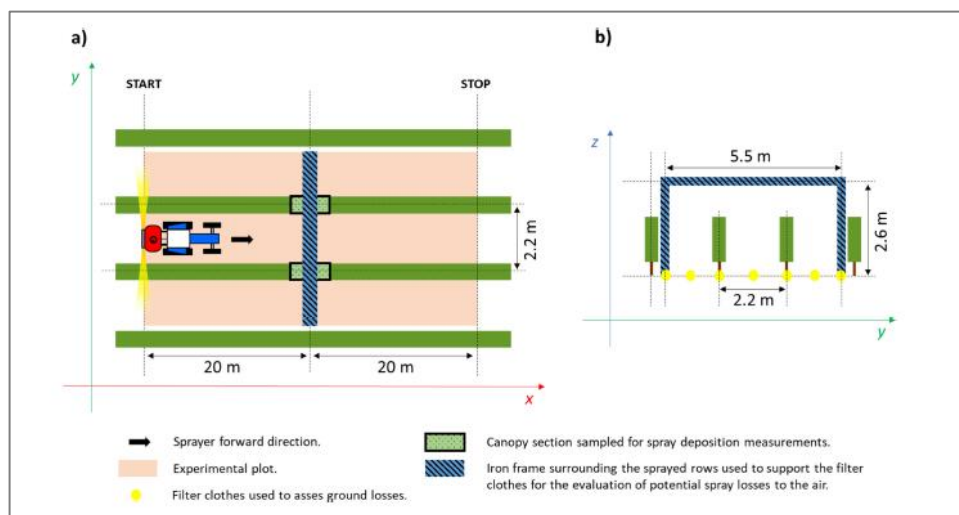 a)
b)
y
START
STOP
z
5.5 m
2.2 m
2.6 m
2.2 m
20 m
20 m
y
x
Sprayer forward direction.
Experimental plot.
Filter clothes used to asses ground losses.
Canopy section sampled for spray deposition measurements.
Iron frame surrounding the sprayed rows used to support the filter
clothes for the evaluation of potential spray losses to the air.